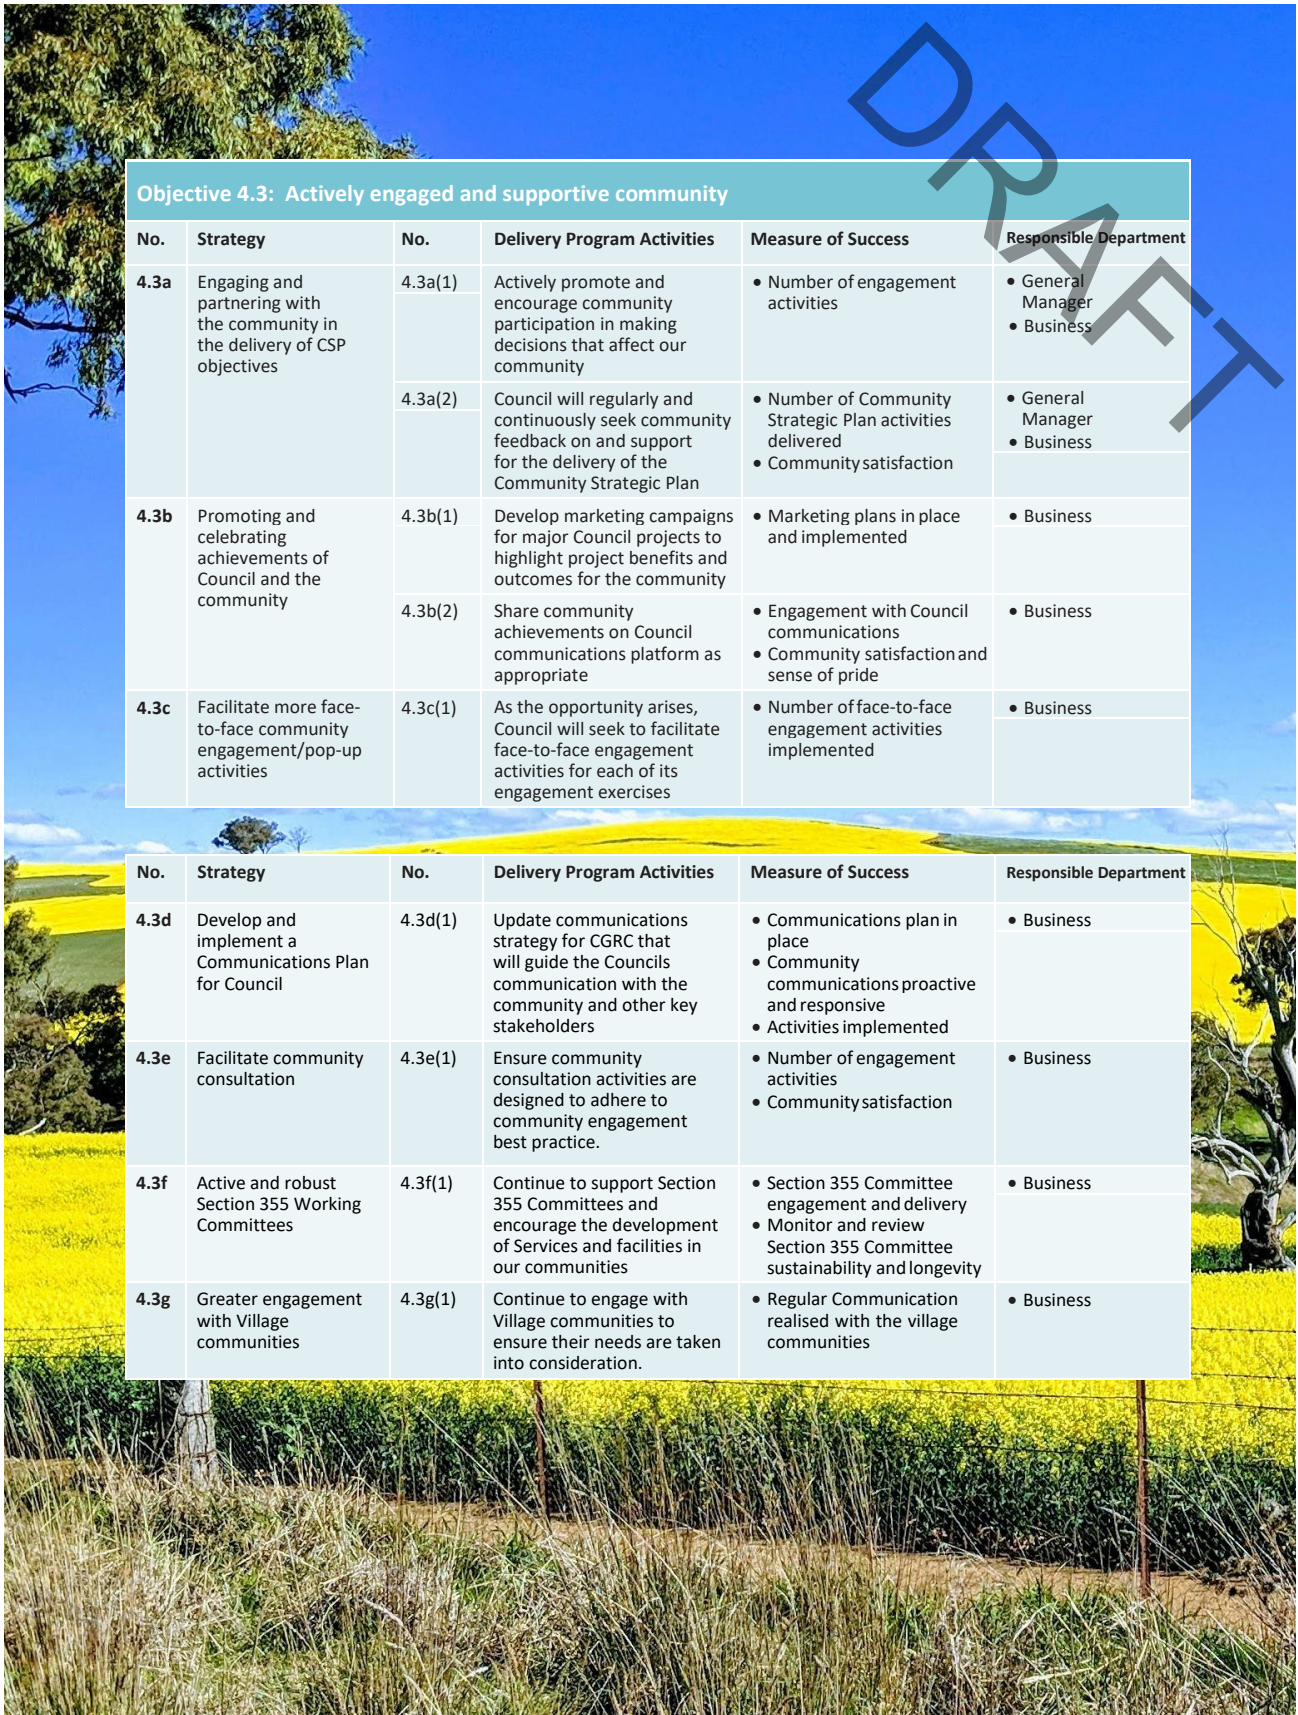 DRAFT
Objective 4.3: Actively engaged and supportive community
No. Strategy No. Delivery Program Activities Measure of Success Responsible Department
4.3a Engaging and partnering with the community in the delivery of CSP objectives
4.3a(1) Actively promote and encourage community participation in making decisions that affect our community
• Number of engagement activities
• General Manager
• Business
4.3a(2) Council will regularly and continuously seek community feedback on and support for the delivery of the Community Strategic Plan
• Number of Community Strategic Plan activities delivered
• Community satisfaction
• General Manager
• Business
4.3b Promoting and celebrating achievements of Council and the community
4.3b(1) Develop marketing campaigns for major Council projects to highlight project benefits and outcomes for the community
• Marketing plans in place and implemented
• Business
4.3b(2) Share community achievements on Council communications platform as appropriate
• Engagement with Council communications
• Community satisfaction and sense of pride
• Business
4.3c Facilitate more face-to-face community engagement/pop-up activities
4.3c(1) As the opportunity arises, Council will seek to facilitate face-to-face engagement activities for each of its engagement exercises
• Number of face-to-face engagement activities implemented
• Business
No. Strategy No. Delivery Program Activities Measure of Success Responsible Department
4.3d Develop and implement a Communications Plan for Council
4.3d(1) Update communications strategy for CGRC that will guide the Councils communication with the community and other key stakeholders
• Communications plan in place
• Community communications proactive and responsive
• Activities implemented
• Business
4.3e Facilitate community consultation
4.3e(1) Ensure community consultation activities are designed to adhere to community engagement best practice.
• Number of engagement activities
• Community satisfaction
• Business
4.3f Active and robust Section 355 Working Committees
4.3f(1) Continue to support Section 355 Committees and encourage the development of Services and facilities in our communities
• Section 355 Committee engagement and delivery
• Monitor and review Section 355 Committee sustainability and longevity
• Business
4.3g Greater engagement with Village communities
4.3g(1) Continue to engage with Village communities to ensure their needs are taken into consideration.
• Regular Communication realised with the village communities
• Business